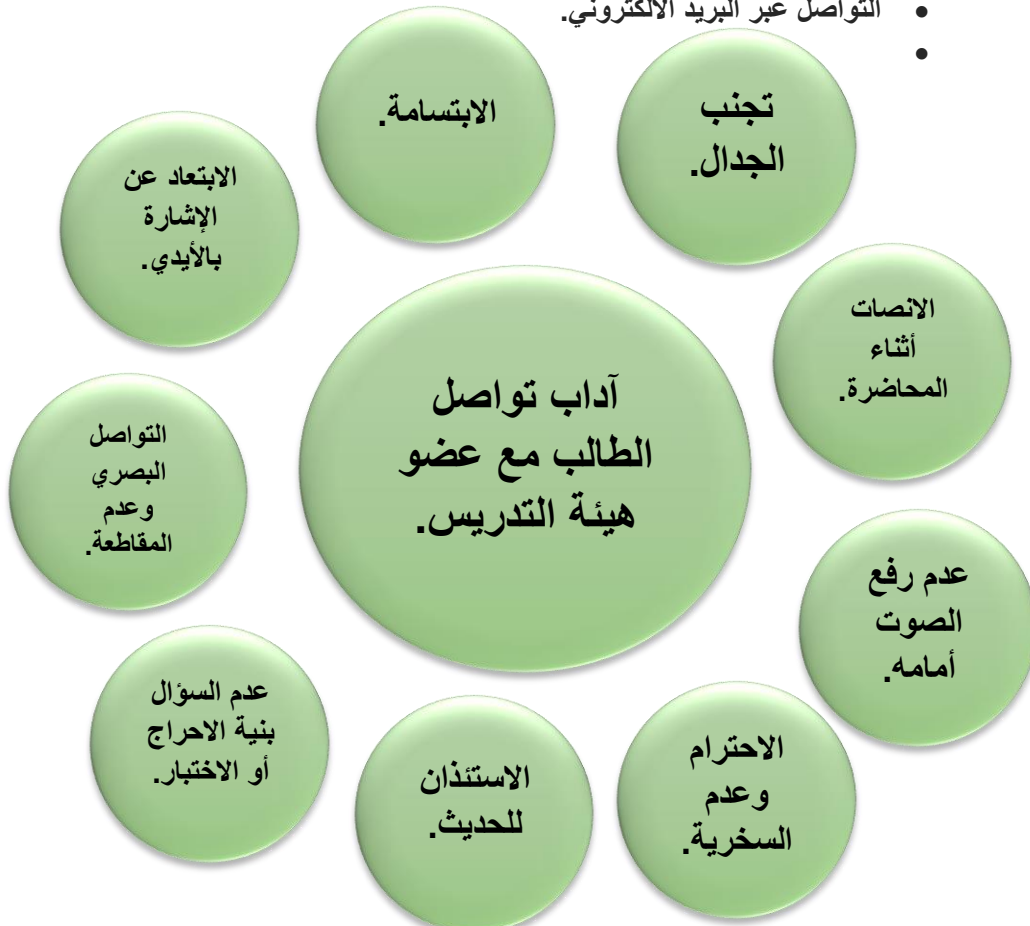 • التواصل عبر البريد الالكتروني.
•
الابتسامة.
تجنب
الجدال.
الابتعاد عن
الإشارة
بالأيدي.
الانصات
أثناء
المحاضرة.
آداب تواصل
الطالب مع عضو
هيئة التدريس.
التواصل
البصري
وعدم
المقاطعة.
عدم رفع
الصوت
أمامه.
عدم السؤال
بنية الاحراج
أو الاختبار.
الاستئذان
للحديث.
الاحترام
وعدم
السخرية.